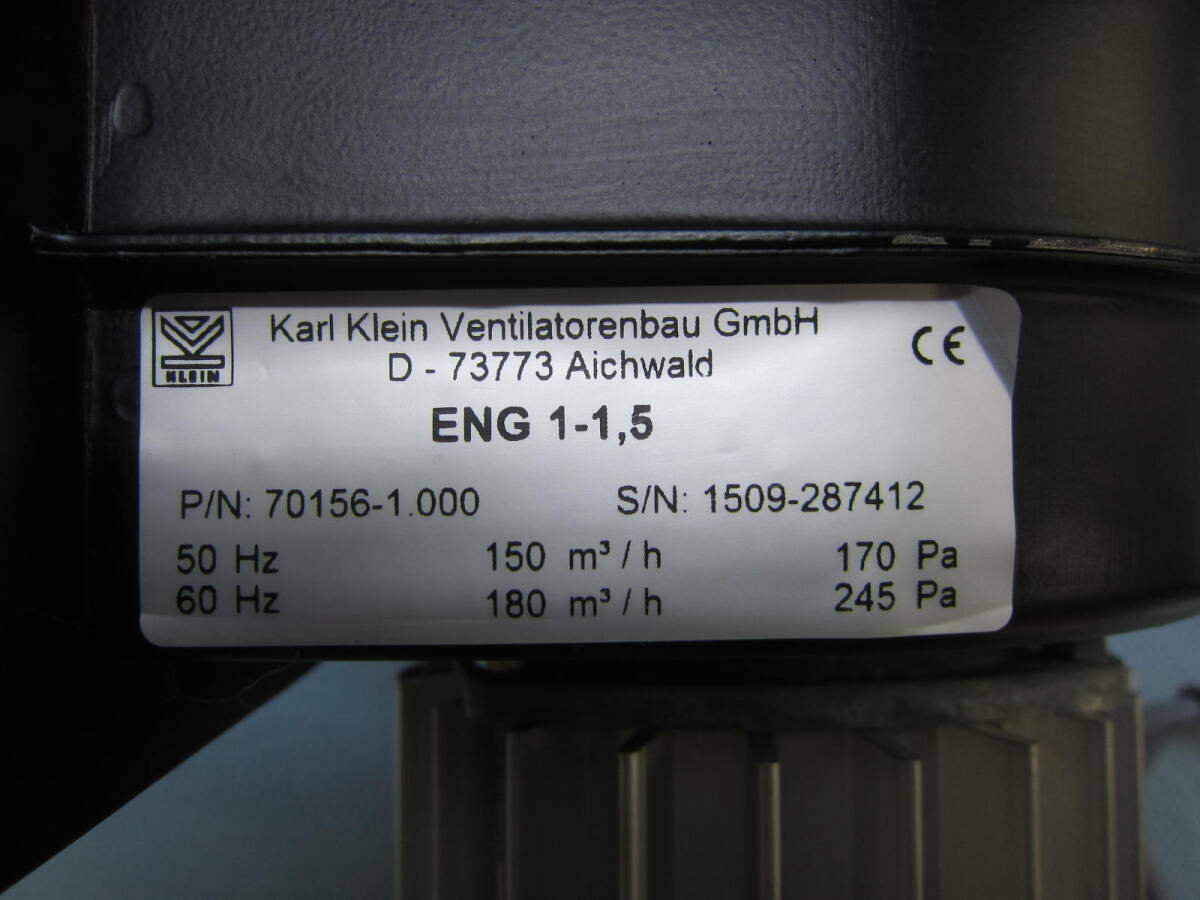 KLEIN
Karl Klein Ventilatorenbau GmbH
D - 73773 Aichwald
CE
ENG 1-1,5
P/N: 70156-1.000 S/N: 1509-287412
50 Hz 150 m³ / h 170 Pa
60 Hz 180 m³ / h 245 Pa